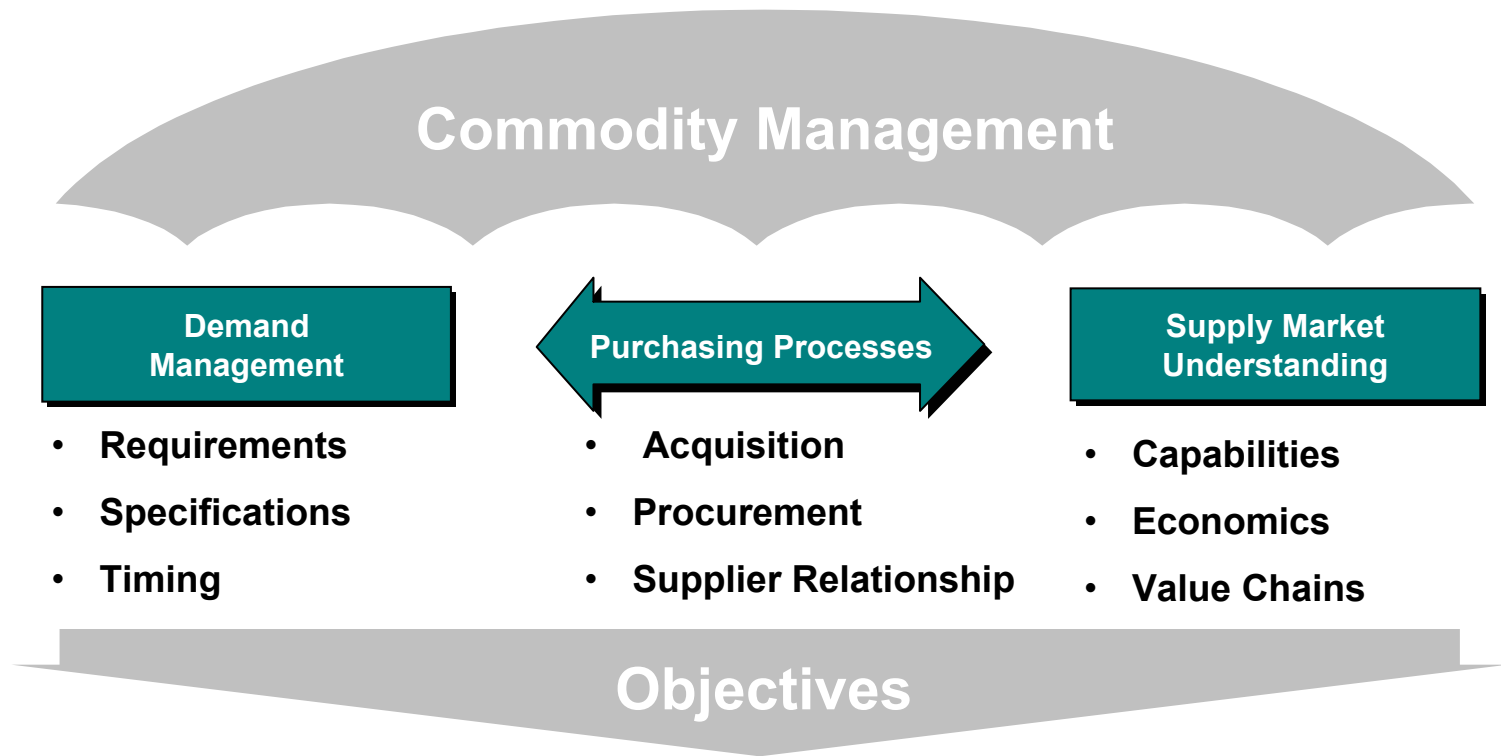 Commodity Management
Demand
Management
• Requirements
• Specifications
• Timing
Purchasing Processes
• Acquisition
• Procurement
• Supplier Relationship
Supply Market
Understanding
• Capabilities
• Economics
• Value Chains
Objectives